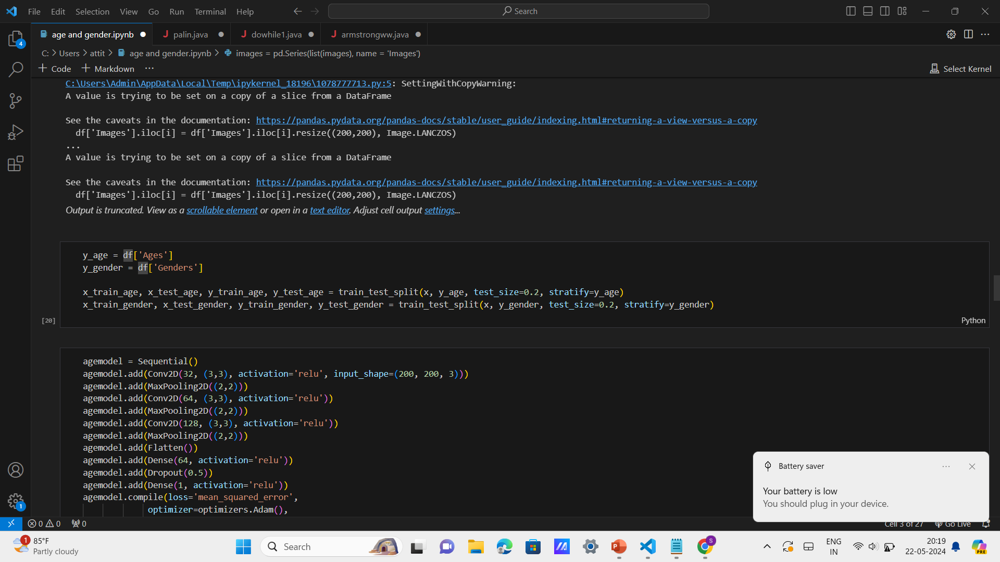 File Edit Selection View Go Run Terminal Help
Search
4
age and gender.ipynb
J palin.java
J dowhile1.java
J armstrongww.java
C: > Users > attit > age and gender.ipynb > images = pd.Series(list(images), name = 'Images')
+ Code + Markdown ...
Select Kernel
C:\Users\Admin\AppData\Local\Temp\ipykernel_18196\1078777713.py:5: SettingWithCopyWarning:
A value is trying to be set on a copy of a slice from a DataFrame
See the caveats in the documentation: https://pandas.pydata.org/pandas-docs/stable/user_guide/indexing.html#returning-a-view-versus-a-copy
df['Images'].iloc[i] = df['Images'].iloc[i].resize((200,200), Image.LANCZOS)
...
A value is trying to be set on a copy of a slice from a DataFrame
See the caveats in the documentation: https://pandas.pydata.org/pandas-docs/stable/user_guide/indexing.html#returning-a-view-versus-a-copy
df['Images'].iloc[i] = df['Images'].iloc[i].resize((200,200), Image.LANCZOS)
Output is truncated. View as a scrollable element or open in a text editor. Adjust cell output settings...
y_age = df['Ages']
y_gender = df['Genders']
x_train_age, x_test_age, y_train_age, y_test_age = train_test_split(x, y_age, test_size=0.2, stratify=y_age)
x_train_gender, x_test_gender, y_train_gender, y_test_gender = train_test_split(x, y_gender, test_size=0.2, stratify=y_gender)
[20]
Python
agemodel = Sequential()
agemodel.add(Conv2D(32, (3,3), activation='relu', input_shape=(200, 200, 3)))
agemodel.add(MaxPooling2D((2,2)))
agemodel.add(Conv2D(64, (3,3), activation='relu'))
agemodel.add(MaxPooling2D((2,2)))
agemodel.add(Conv2D(128, (3,3), activation='relu'))
agemodel.add(MaxPooling2D((2,2)))
agemodel.add(Flatten())
agemodel.add(Dense(64, activation='relu'))
agemodel.add(Dropout(0.5))
agemodel.add(Dense(1, activation='relu'))
agemodel.compile(loss='mean_squared_error',
optimizer=optimizers.Adam(),
Battery saver
Your battery is low
You should plug in your device.
1
0 0 0
Cell 3 of 27 Go Live
1
85°F
Partly cloudy
Search
S
P
ENG
IN
20:19
22-05-2024
PRE